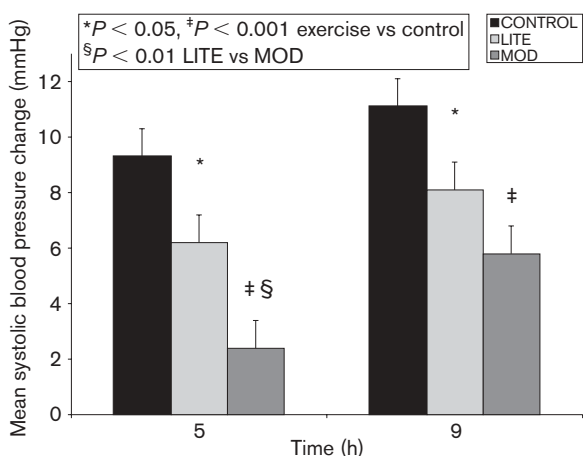 *P < 0.05, ‡P < 0.001 exercise vs control
§P < 0.01 LITE vs MOD
CONTROL
LITE
MOD
Mean systolic blood pressure change (mmHg)
12
10
8
6
4
2
0
*
‡ §
*
‡
5
9
Time (h)